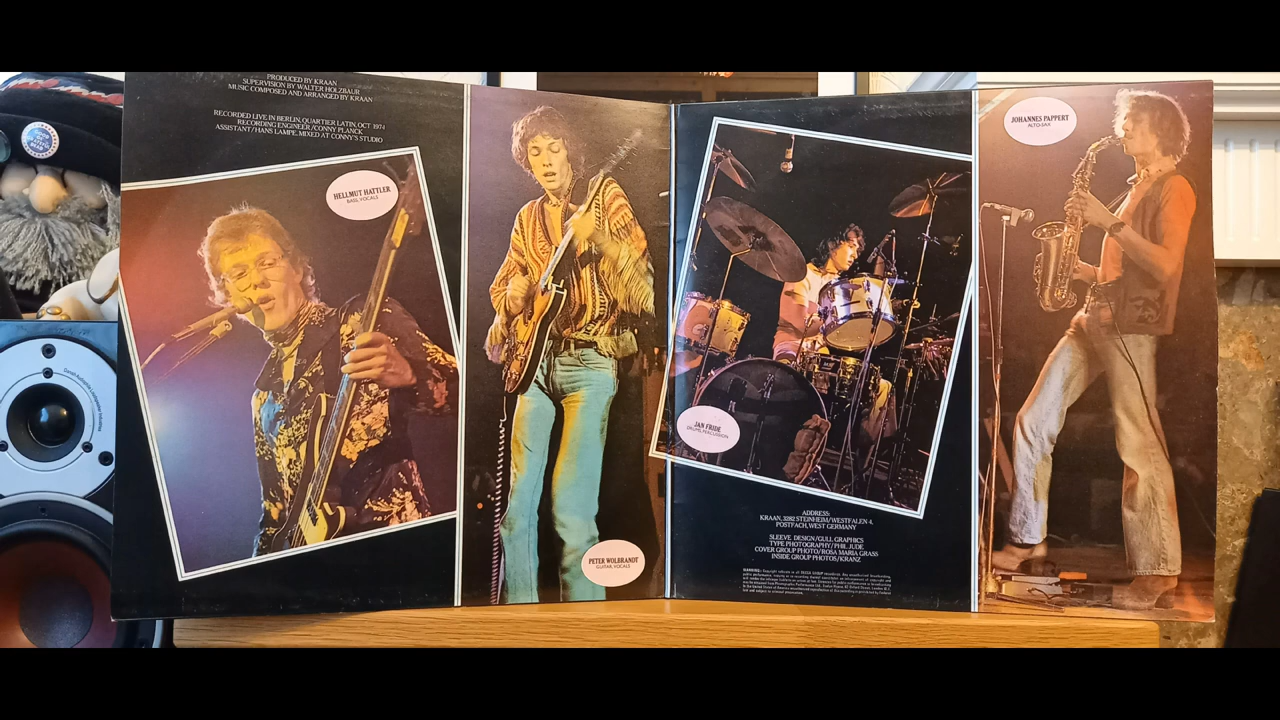 PRODUCED BY KRAAN
SUPERVISION BY WALTER HOLZBAUR
MUSIC COMPOSED AND ARRANGED BY KRAAN
RECORDED LIVE IN BERLIN, QUARTIER LATIN, OCT 1974
RECORDING ENGINEER/CONNY PLANCK
ASSISTANT/HANS LAMPE. MIXED AT CONNY'S STUDIO
HELLMUT HATTLER
BASS, VOCALS
PETER WOLBRANDT
GUITAR, VOCALS
JAN FRIDE
DRUMS, PERCUSSION
JOHANNES PAPPERT
ALTO-SAX
ADDRESS:
KRAAN, 3282 STEINHEIM/WESTFALEN 4,
POSTFACH, WEST GERMANY
SLEEVE DESIGN/GULL GRAPHICS
TYPE PHOTOGRAPHY/PHIL JUDE
COVER GROUP PHOTO/ROSA MARIA GRASS
INSIDE GROUP PHOTOS/KRANZ
WARNING: Copyright